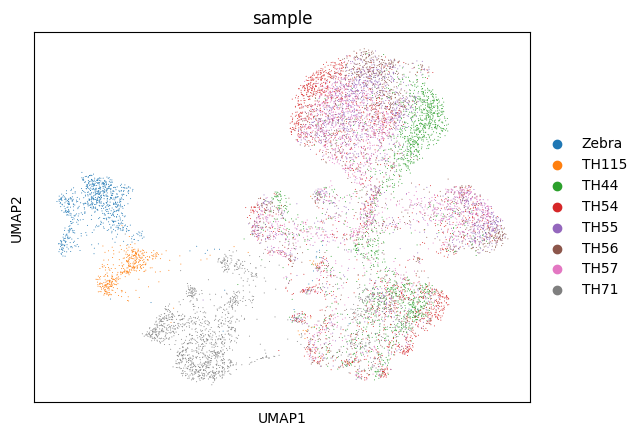 sample
UMAP2
UMAP1
Zebra
TH115
TH44
TH54
TH55
TH56
TH57
TH71